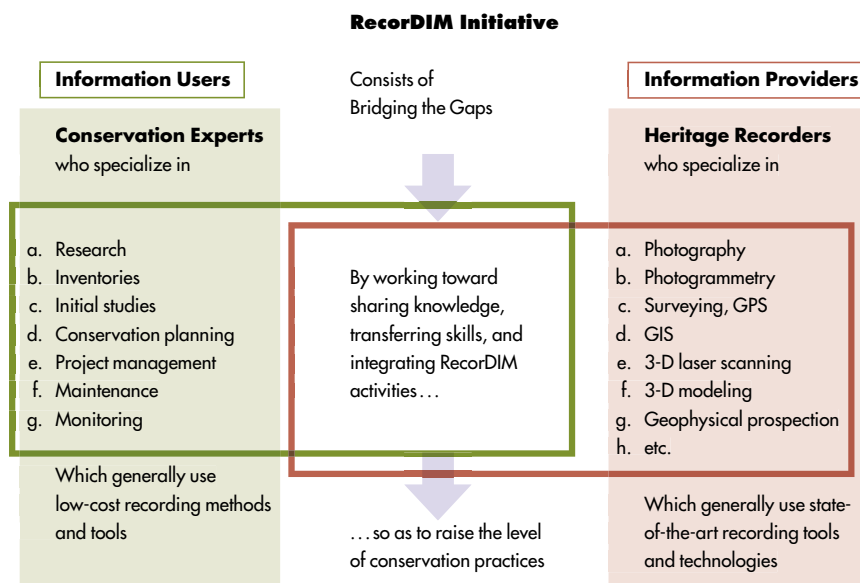 RecorDIM Initiative
Information Users
Conservation Experts
who specialize in
a. Research
b. Inventories
c. Initial studies
d. Conservation planning
e. Project management
f. Maintenance
g. Monitoring
Which generally use
low-cost recording methods
and tools
Consists of
Bridging the Gaps
By working toward
sharing knowledge,
transferring skills, and
integrating RecorDIM
activities...
...so as to raise the level
of conservation practices
Information Providers
Heritage Recorders
who specialize in
a. Photography
b. Photogrammetry
c. Surveying, GPS
d. GIS
e. 3-D laser scanning
f. 3-D modeling
g. Geophysical prospection
h. etc.
Which generally use state-
of-the-art recording tools
and technologies